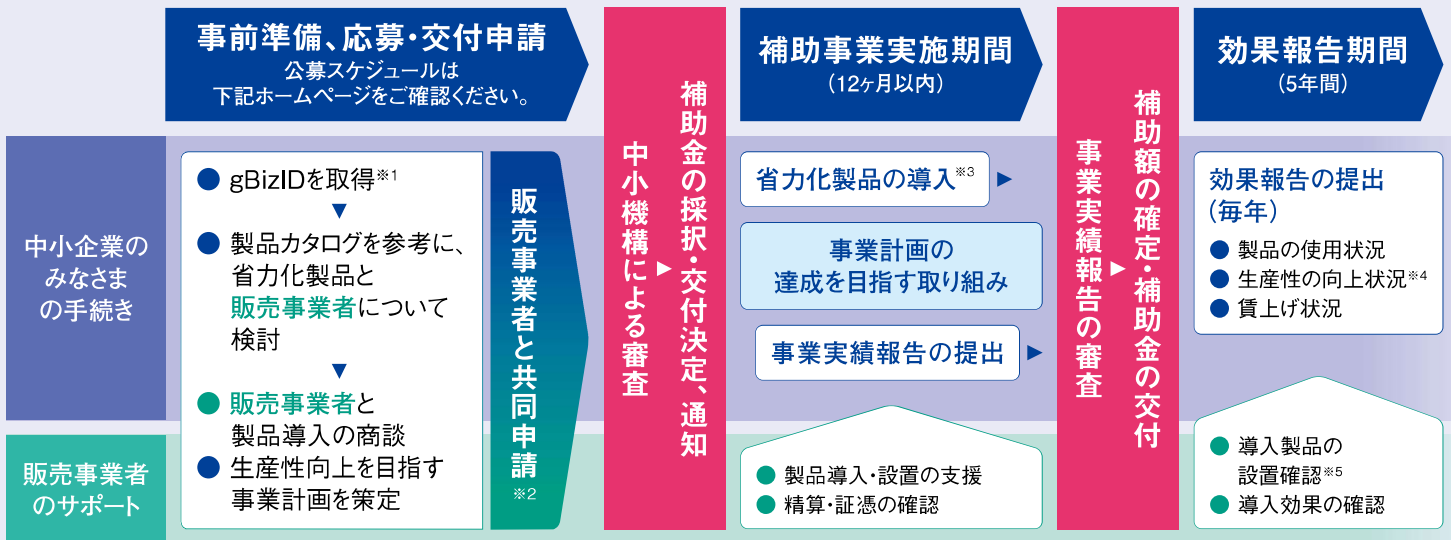 事前準備、応募・交付申請
公募スケジュールは
下記ホームページをご確認ください。
中小企業の
みなさま
の手続き
● gBizIDを取得※1
▼
● 製品カタログを参考に、
省力化製品と
販売事業者について
検討
▼
● 販売事業者と
製品導入の商談
● 生産性向上を目指す
事業計画を策定
販売事業者と共同申請※2
中小機構による審査
▶
補助金の採択・交付決定、通知
補助事業実施期間
(12ヶ月以内)
省力化製品の導入※3 ▶
事業計画の
達成を目指す取り組み
事業実績報告の提出 ▶
事業実績報告の審査
▶
補助額の確定・補助金の交付
効果報告期間
(5年間)
効果報告の提出
(毎年)
● 製品の使用状況
● 生産性の向上状況※4
● 賃上げ状況
販売事業者
のサポート
● 製品導入・設置の支援
● 精算・証憑の確認
● 導入製品の
設置確認※5
● 導入効果の確認